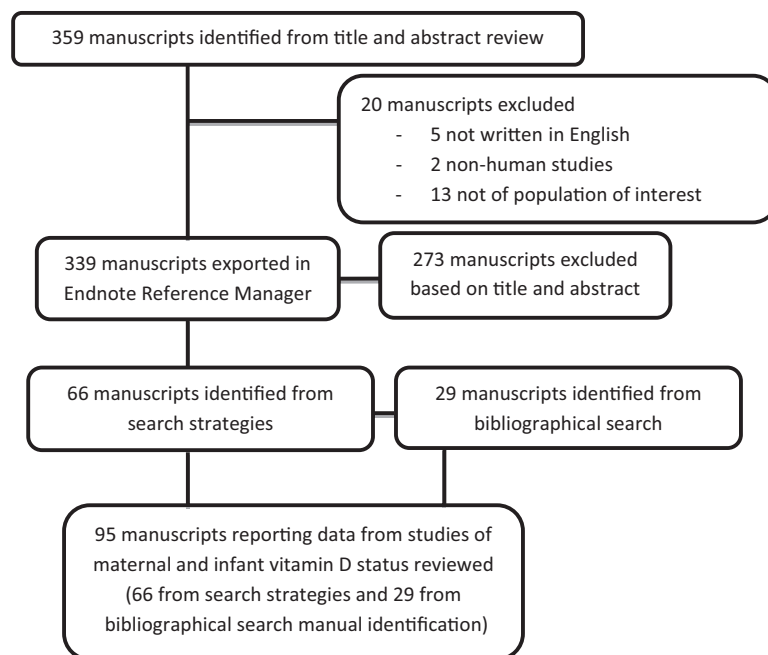 359 manuscripts identified from title and abstract review
20 manuscripts excluded
- 5 not written in English
- 2 non-human studies
- 13 not of population of interest
339 manuscripts exported in
Endnote Reference Manager
273 manuscripts excluded
based on title and abstract
66 manuscripts identified from
search strategies
29 manuscripts identified from
bibliographical search
95 manuscripts reporting data from studies of
maternal and infant vitamin D status reviewed
(66 from search strategies and 29 from
bibliographical search manual identification)